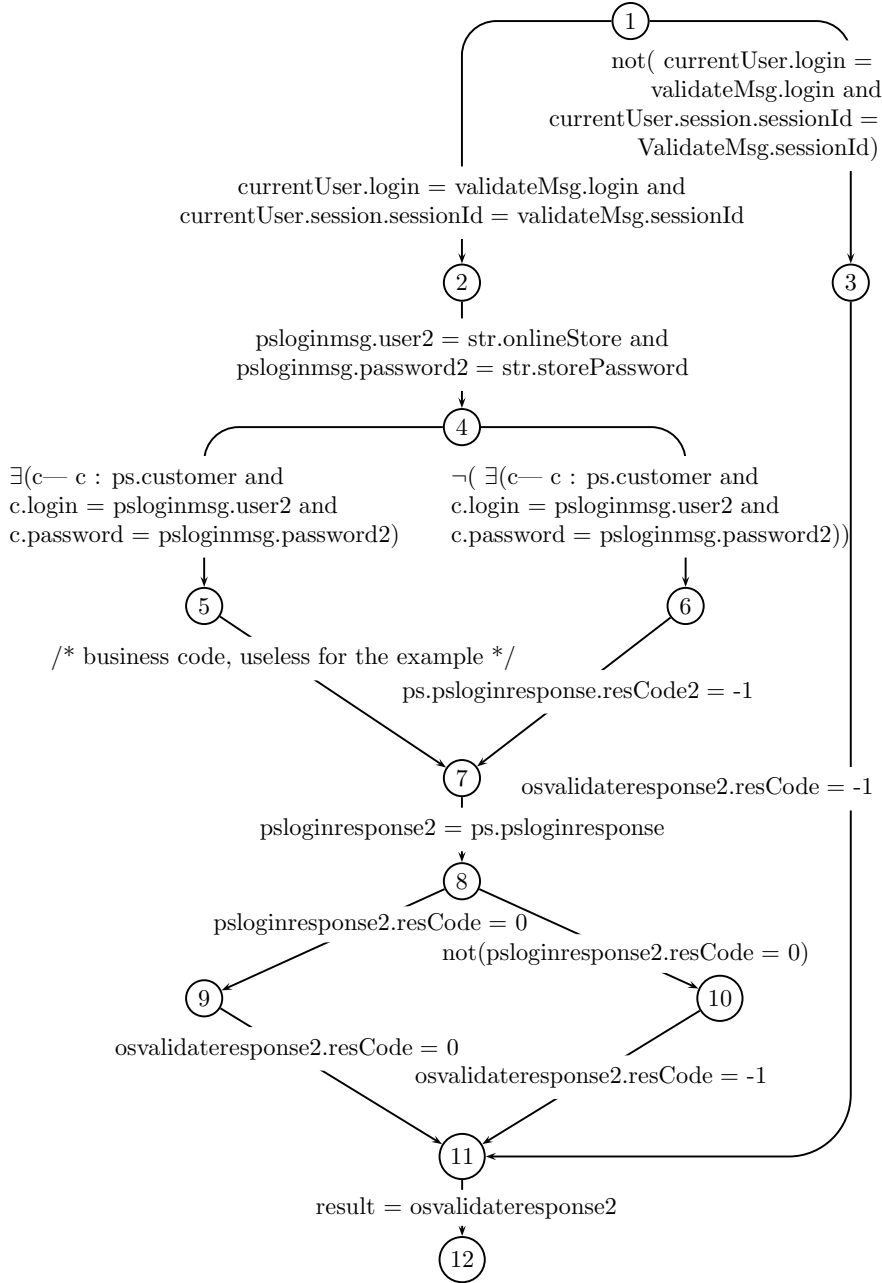 1
not( currentUser.login =
validateMsg.login and
currentUser.session.sessionId =
ValidateMsg.sessionId)
currentUser.login = validateMsg.login and
currentUser.session.sessionId = validateMsg.sessionId
2
3
psloginmsg.user2 = str.onlineStore and
psloginmsg.password2 = str.storePassword
4
∃(c— c : ps.customer and
c.login = psloginmsg.user2 and
c.password = psloginmsg.password2)
¬( ∃(c— c : ps.customer and
c.login = psloginmsg.user2 and
c.password = psloginmsg.password2))
5
6
/* business code, useless for the example */
ps.psloginresponse.resCode2 = -1
7
osvalidateresponse2.resCode = -1
psloginresponse2 = ps.psloginresponse
8
psloginresponse2.resCode = 0
not(psloginresponse2.resCode = 0)
9
10
osvalidateresponse2.resCode = 0
osvalidateresponse2.resCode = -1
11
result = osvalidateresponse2
12